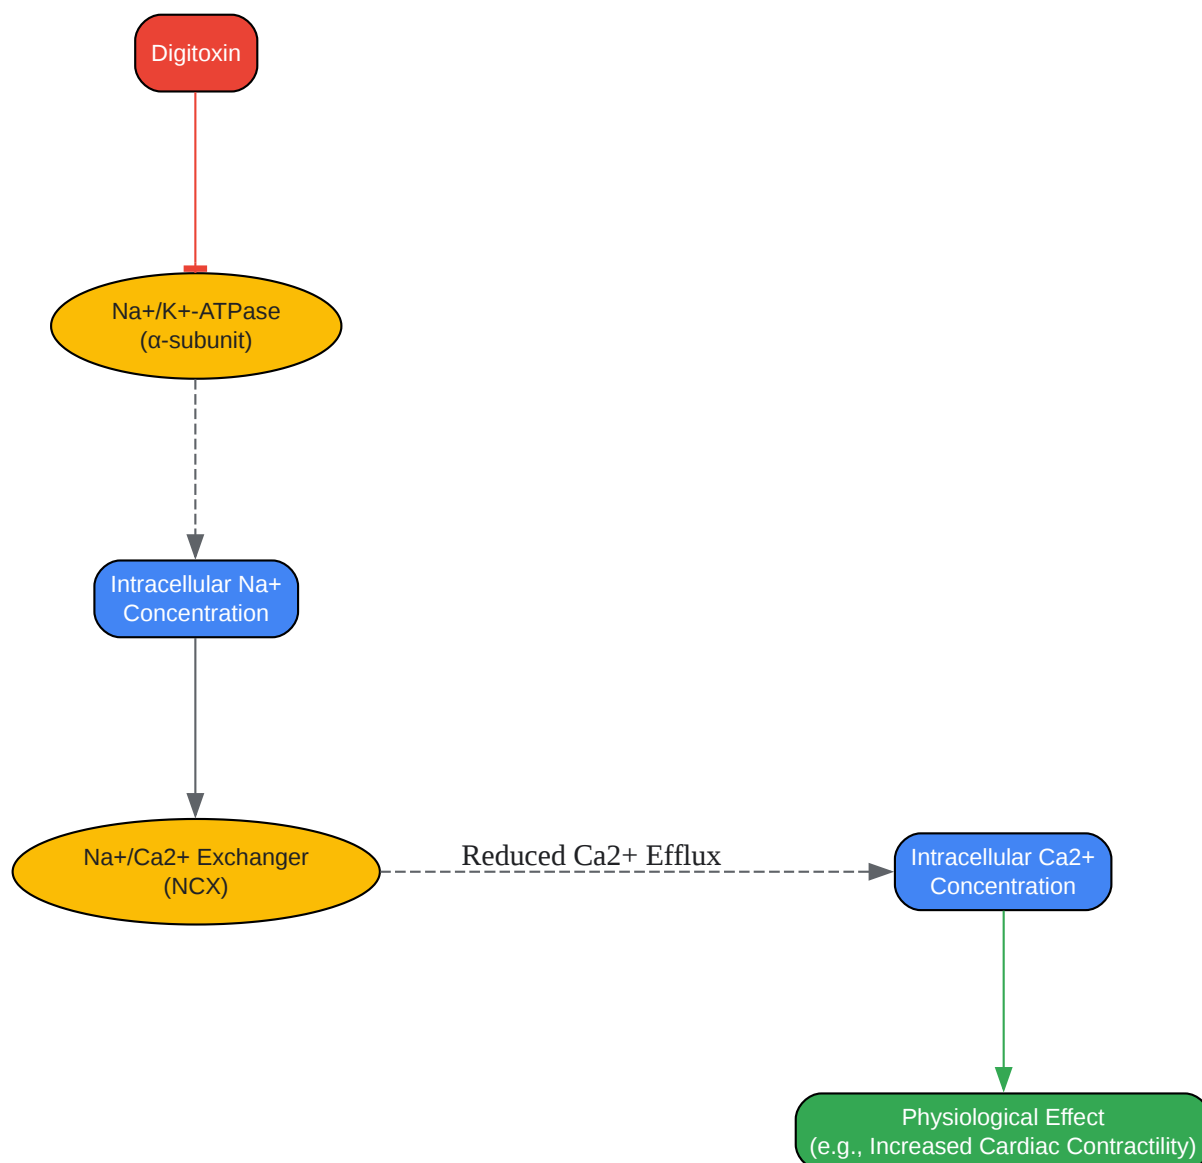 Digitoxin
Na+/K+-ATPase
(α-subunit)
Intracellular Na+
Concentration
Na+/Ca2+ Exchanger
(NCX)
Reduced Ca2+ Efflux
Intracellular Ca2+
Concentration
Physiological Effect
(e.g., Increased Cardiac Contractility)